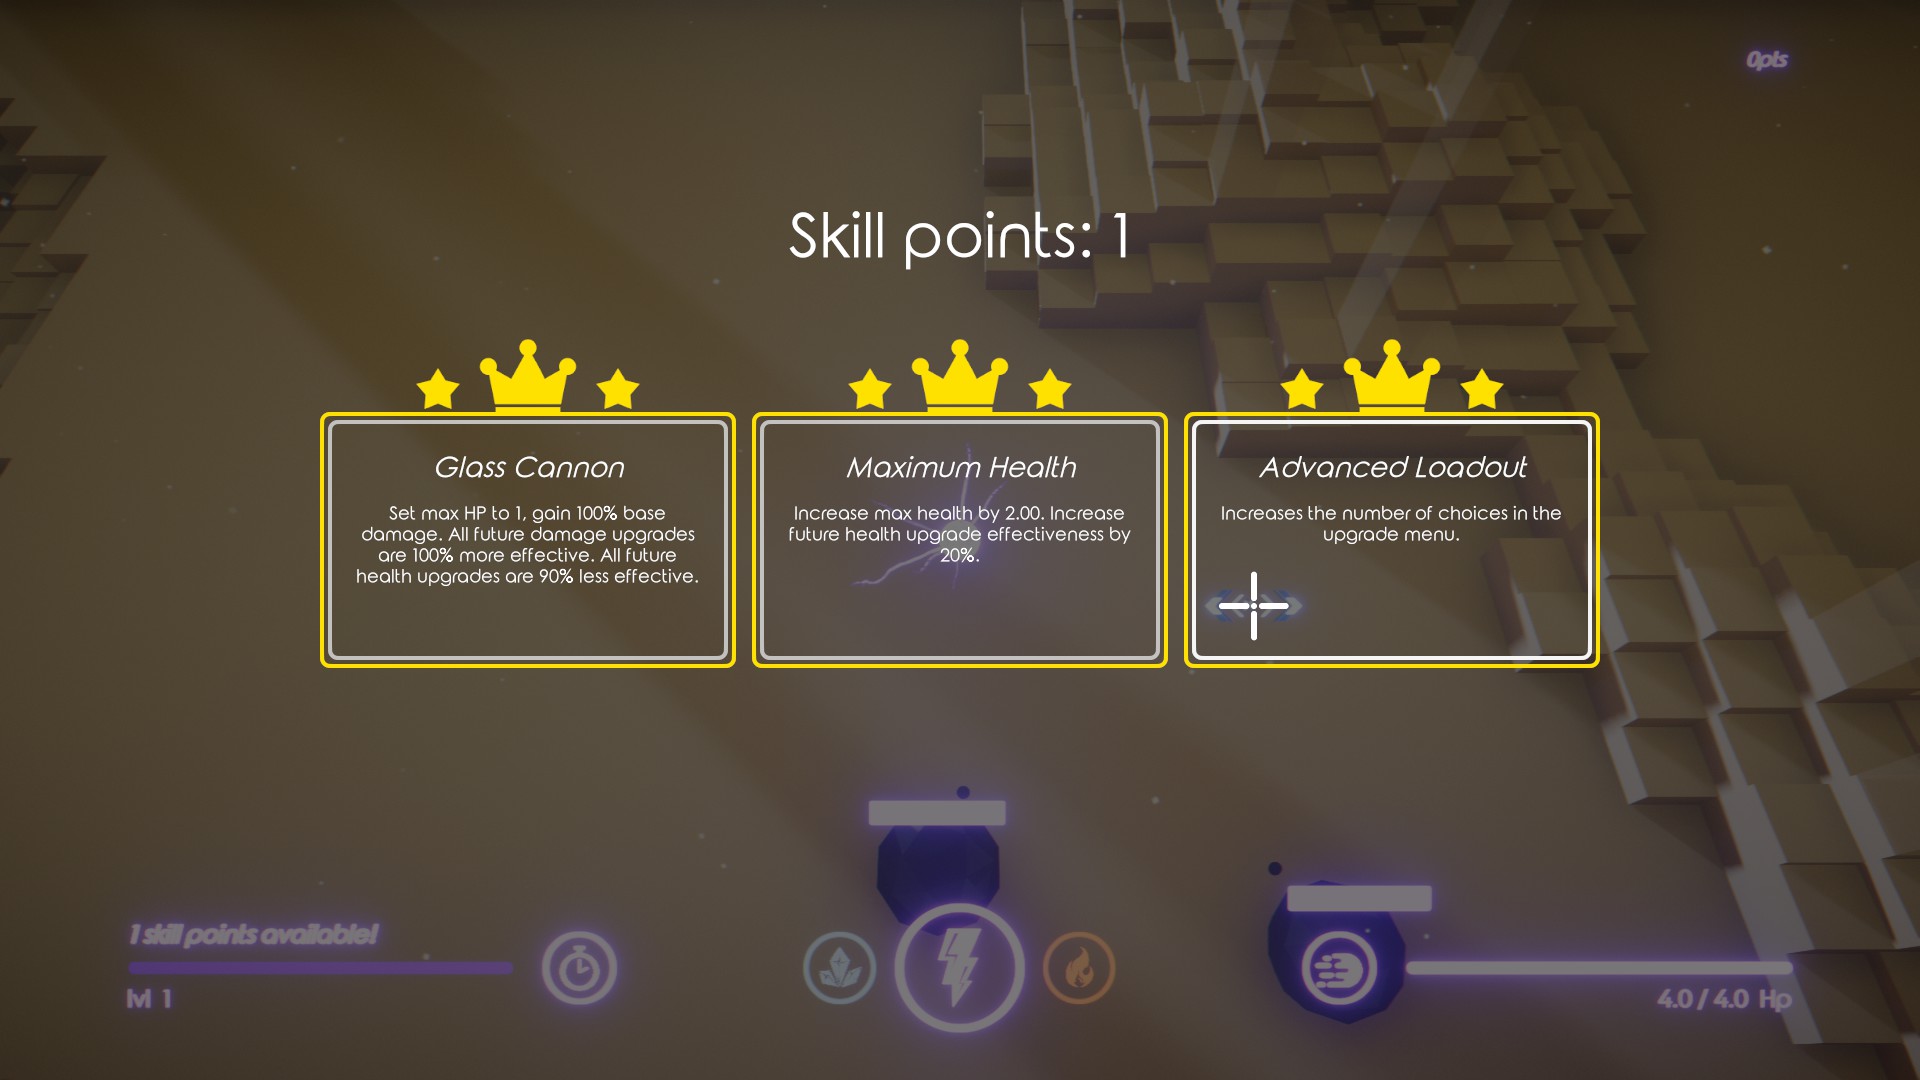 0pts
Skill points: 1
Glass Cannon
Set max HP to 1, gain 100% base
damage. All future damage upgrades
are 100% more effective. All future
health upgrades are 90% less effective.
Maximum Health
Increase max health by 2.00. Increase
future health upgrade effectiveness by
20%.
Advanced Loadout
Increases the number of choices in the
upgrade menu.
1 skill points available!
lvl 1
4.0 / 4.0 Hp